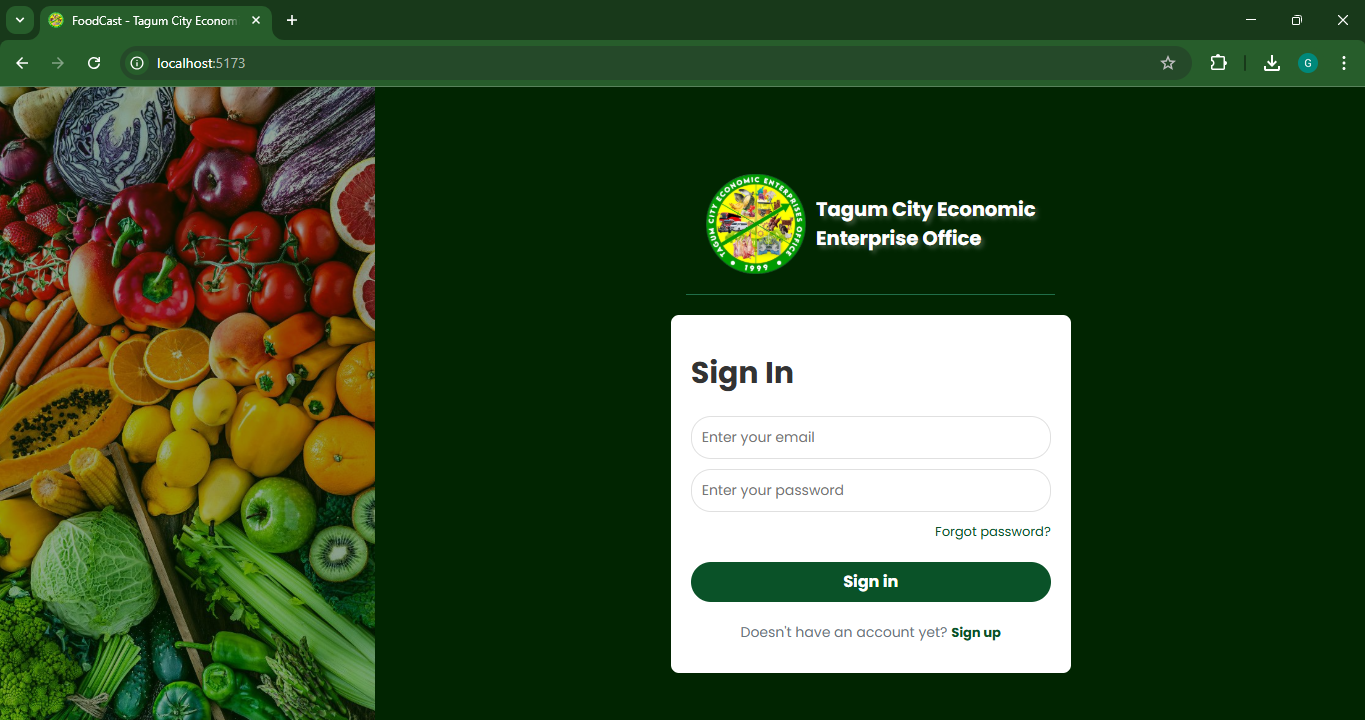 FoodCast - Tagum City Econom
localhost:5173
G
TAGUM CITY ECONOMIC ENTERPRISES OFFICE
1999
Tagum City Economic
Enterprise Office
Sign In
Enter your email
Enter your password
Forgot password?
Sign in
Doesn't have an account yet? Sign up